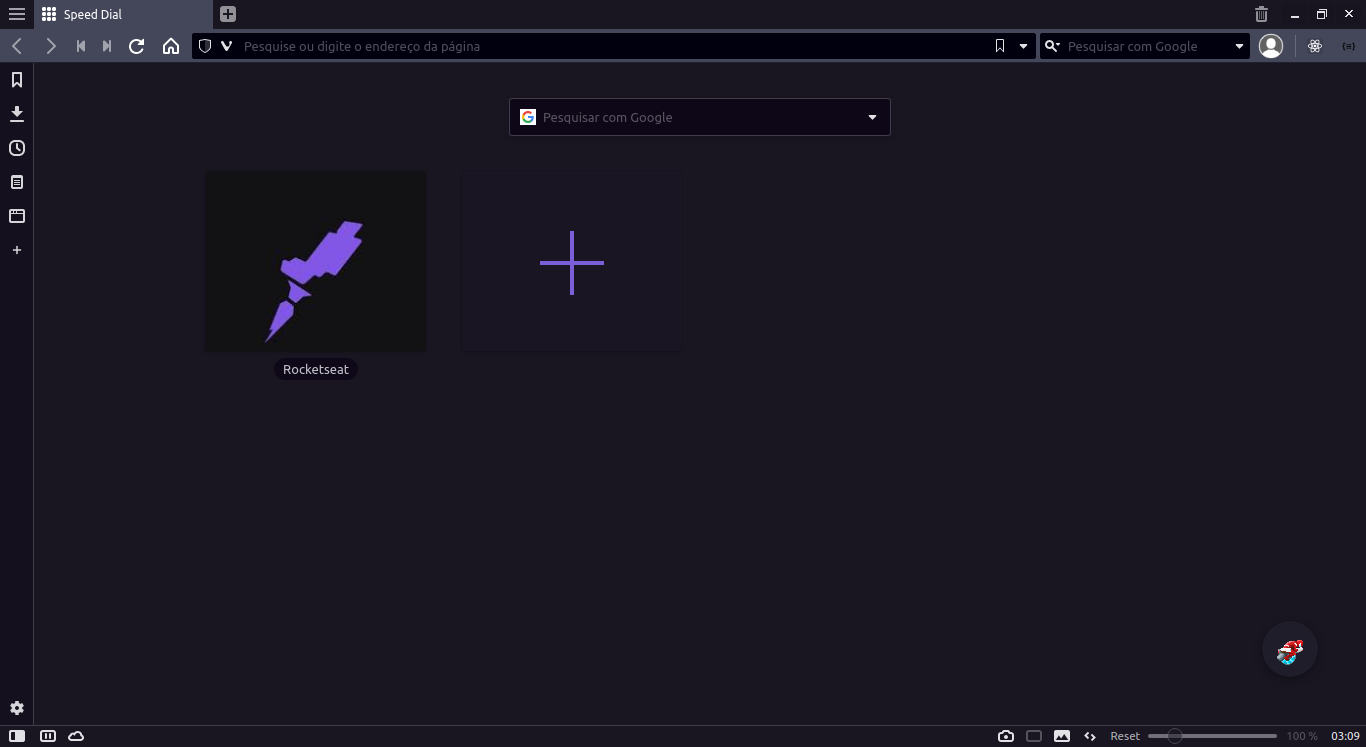 Speed Dial
Pesquise ou digite o endereço da página
Pesquisar com Google
Pesquisar com Google
Rocketseat
Reset
100 %
03:09